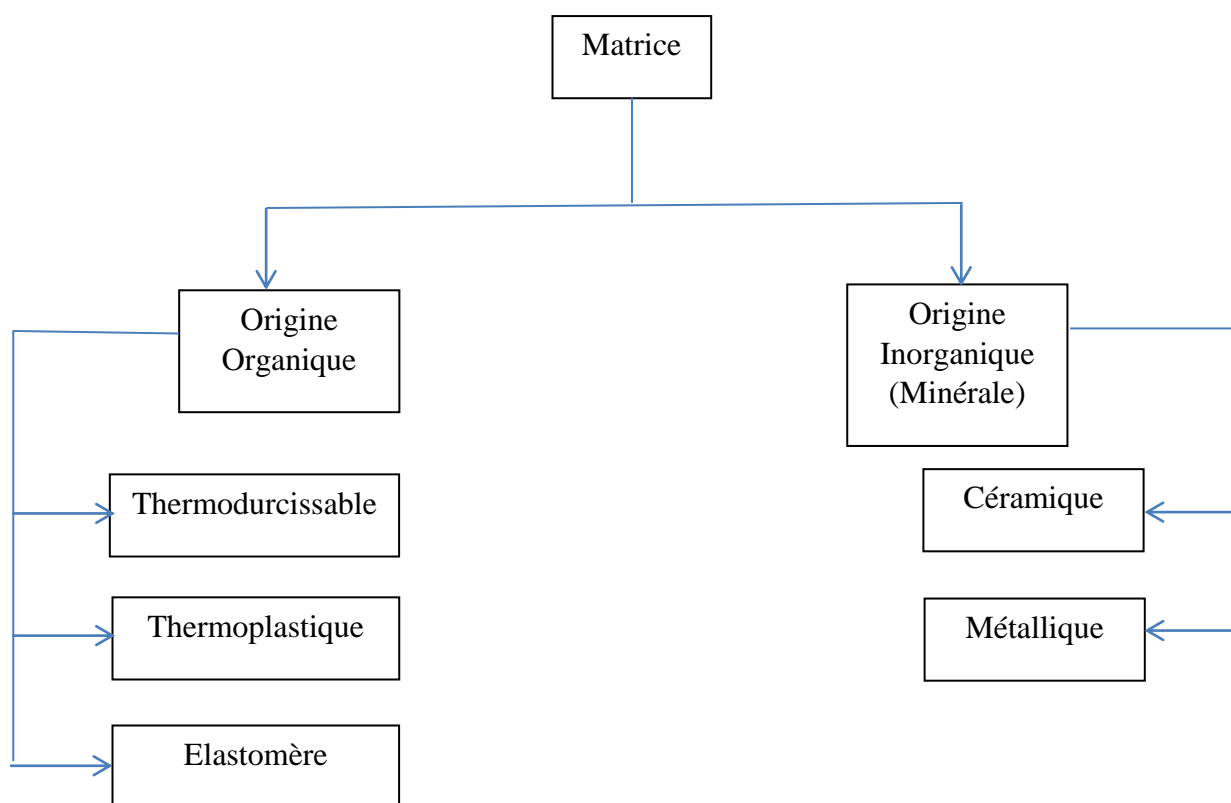 Matrice
Origine
Organique
Origine
Inorganique
(Minérale)
Thermodurcissable
Céramique
Thermoplastique
Métallique
Elastomère